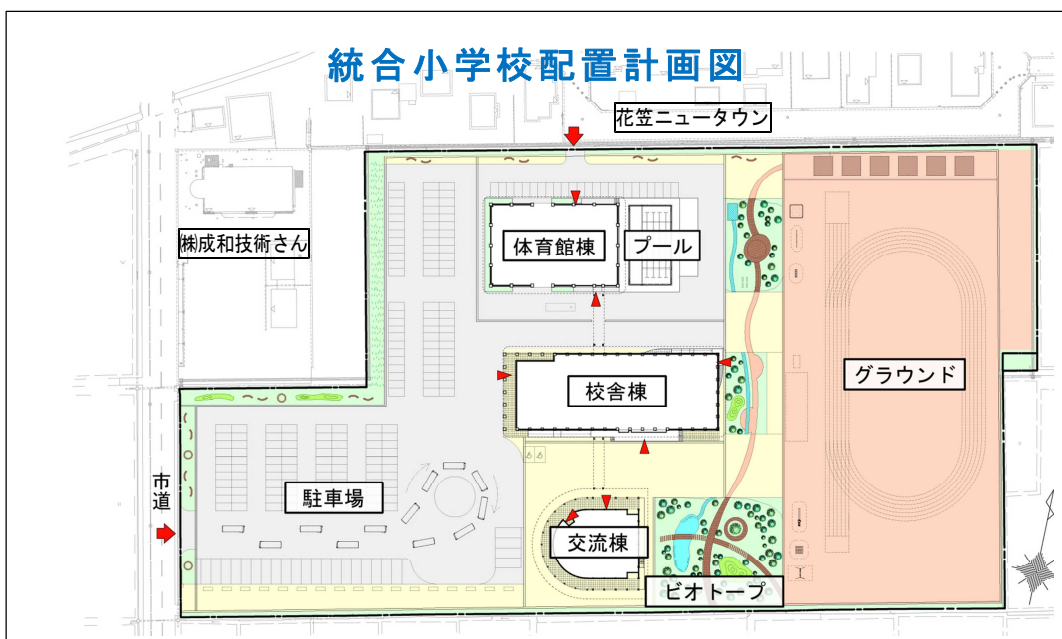 統合小学校配置計画図
花笠ニュータウン
㈱成和技術さん
体育館棟
プール
校舎棟
グラウンド
市道
駐車場
交流棟
ビオトープ